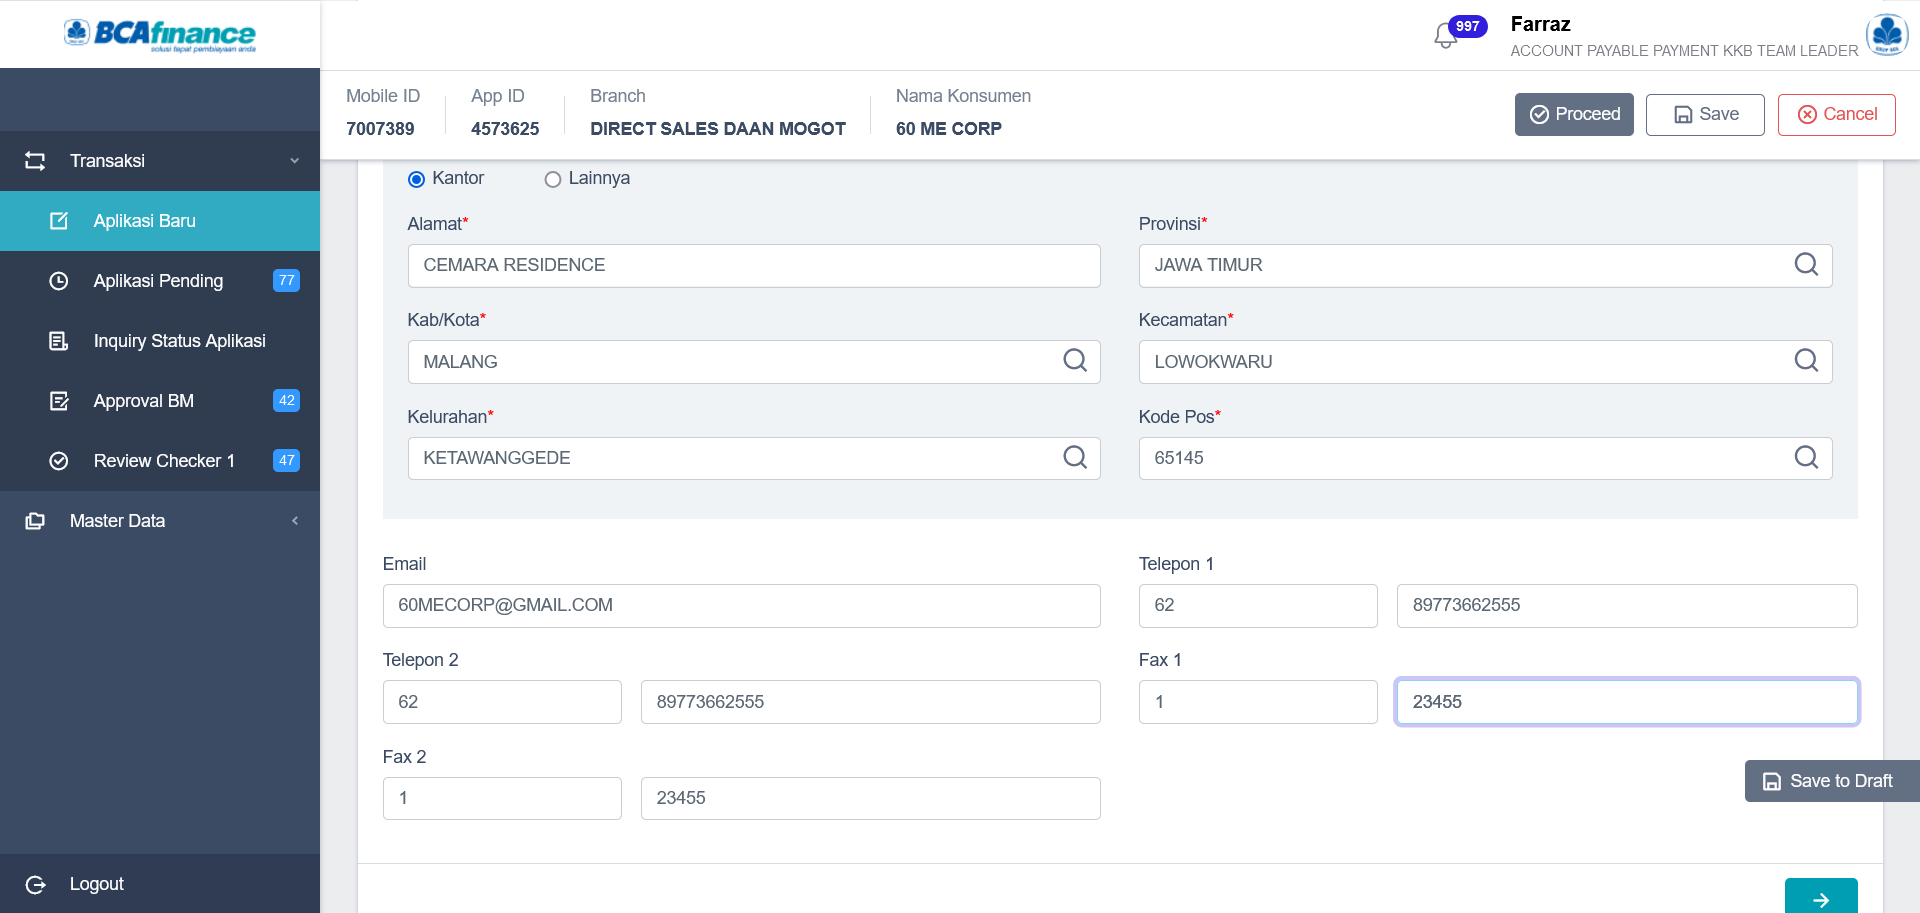 BCAfinance
solusi tepat pembiayaan anda
997
Farraz
ACCOUNT PAYABLE PAYMENT KKB TEAM LEADER
Mobile ID
7007389
App ID
4573625
Branch
DIRECT SALES DAAN MOGOT
Nama Konsumen
60 ME CORP
Proceed
Save
Cancel
Transaksi
Aplikasi Baru
Aplikasi Pending 77
Inquiry Status Aplikasi
Approval BM 42
Review Checker 1 47
Master Data
Logout
Kantor Lainnya
Alamat*
CEMARA RESIDENCE
Provinsi*
JAWA TIMUR
Kab/Kota*
MALANG
Kecamatan*
LOWOKWARU
Kelurahan*
KETAWANGGEDE
Kode Pos*
65145
Email
60MECORP@GMAIL.COM
Telepon 1
62 89773662555
Telepon 2
62 89773662555
Fax 1
1 23455
Fax 2
1 23455
Save to Draft